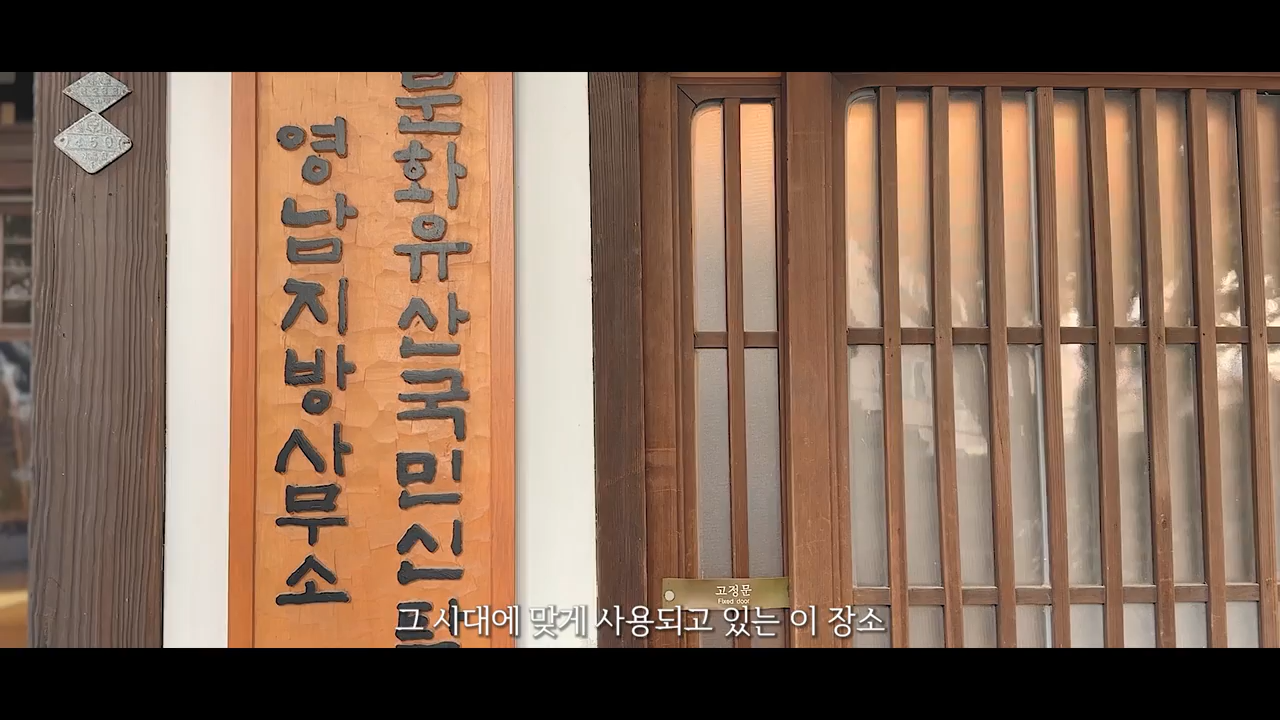 문화유산국민신
영남지방사무소
고정문
Fixed door
그 시대에 맞게 사용되고 있는 이 장소